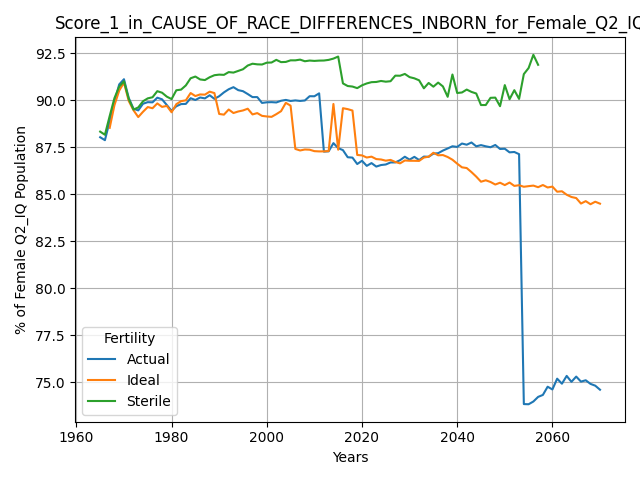 Score_1_in_CAUSE_OF_RACE_DIFFERENCES_INBORN_for_Female_Q2_IQ
% of Female Q2_IQ Population
92.5
90.0
87.5
85.0
82.5
80.0
77.5
75.0
Fertility
Actual
Ideal
Sterile
1960 1980 2000 2020 2040 2060
Years